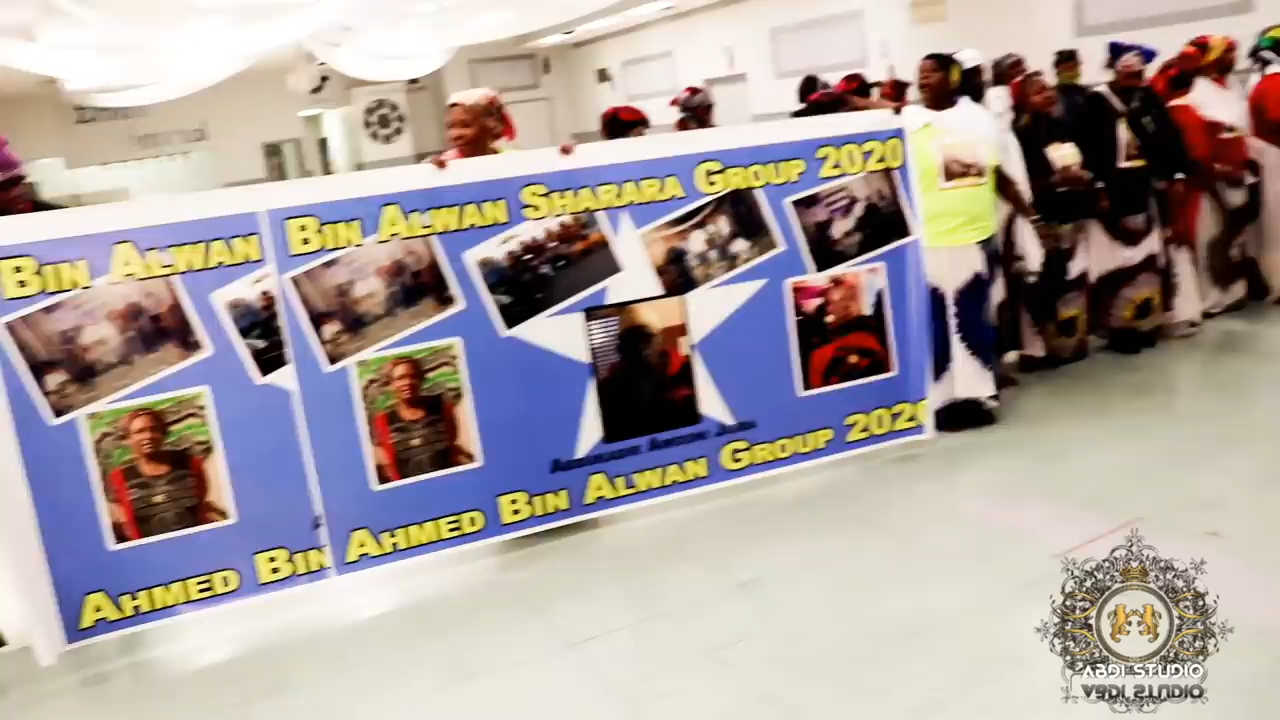 BIN ALWAN
BIN ALWAN SHARARA GROUP 2020
AHMED BIN
AHMED BIN ALWAN GROUP 2020
ABDI STUDIO